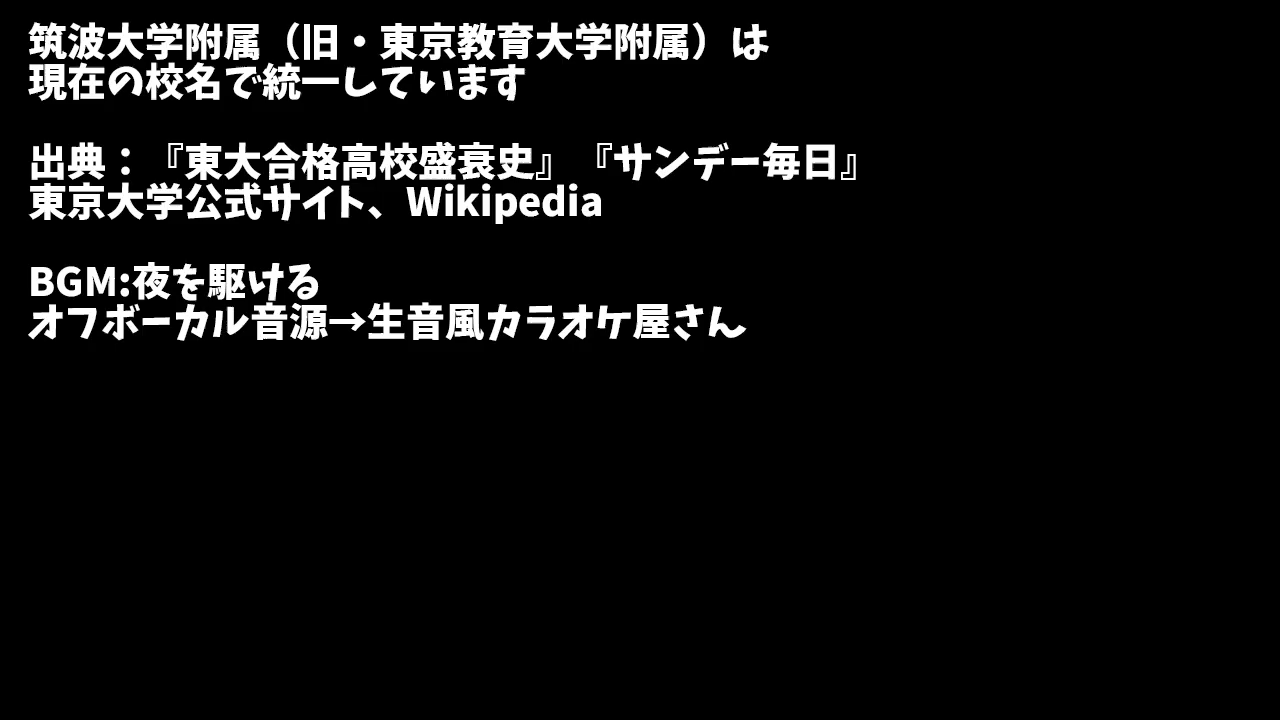 筑波大学附属（旧・東京教育大学附属）は
現在の校名で統一しています
出典：『東大合格高校盛衰史』『サンデー毎日』
東京大学公式サイト、Wikipedia
BGM:夜を駆ける
オフボーカル音源→生音風カラオケ屋さん